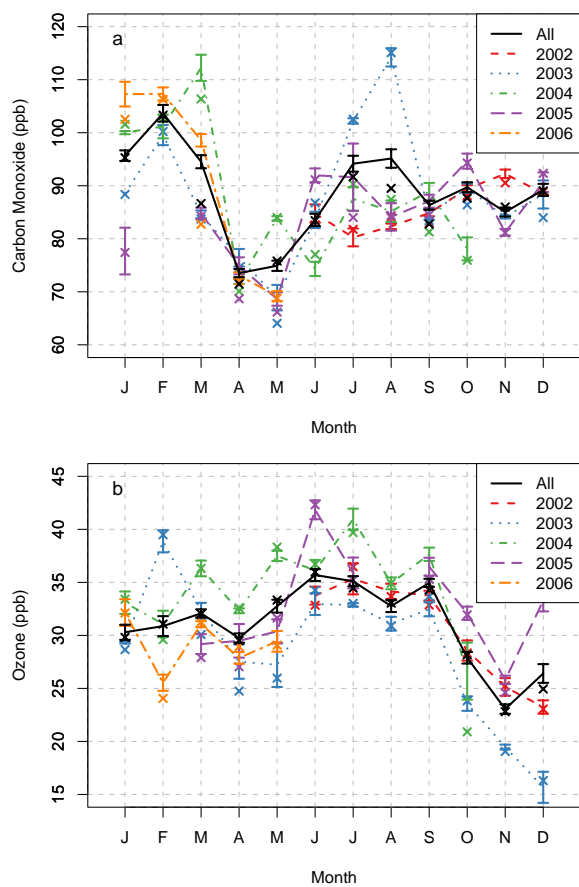 a
All
2002
2003
2004
2005
2006
Carbon Monoxide (ppb)
120
110
100
90
80
70
60
J F M A M J J A S O N D
Month
b
All
2002
2003
2004
2005
2006
Ozone (ppb)
45
40
35
30
25
20
15
J F M A M J J A S O N D
Month